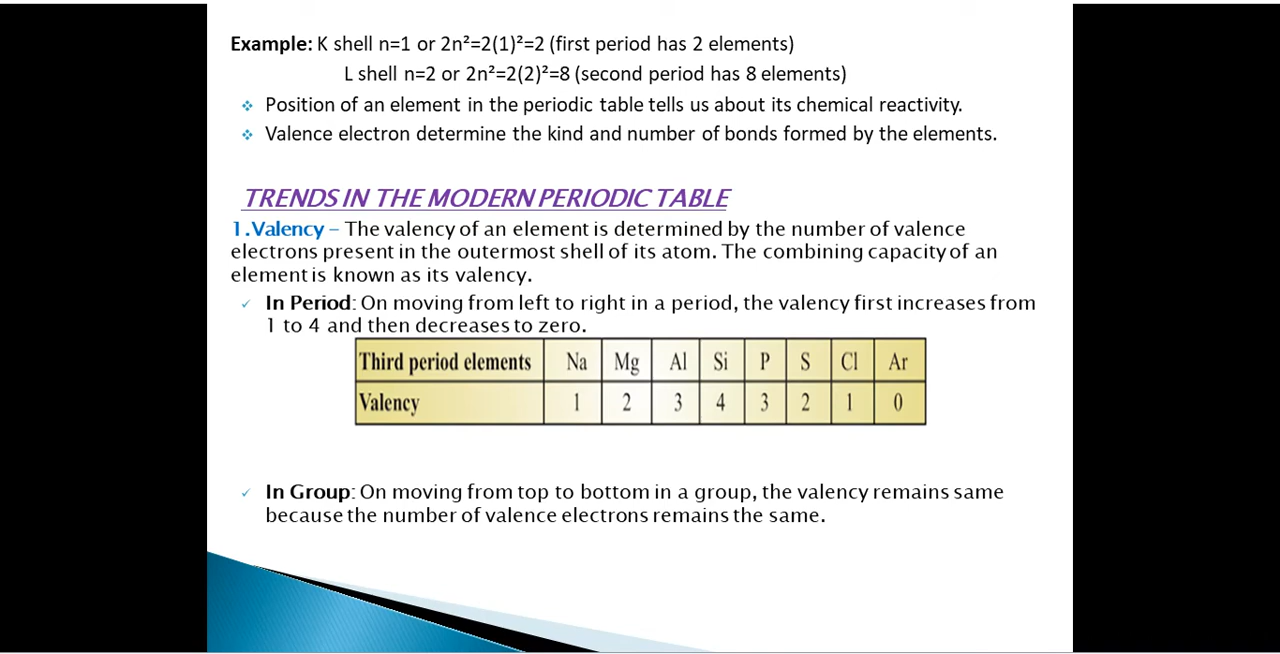 Example: K shell n=1 or 2n²=2(1)²=2 (first period has 2 elements)
L shell n=2 or 2n²=2(2)²=8 (second period has 8 elements)
Position of an element in the periodic table tells us about its chemical reactivity.
Valence electron determine the kind and number of bonds formed by the elements.
TRENDS IN THE MODERN PERIODIC TABLE
1.Valency – The valency of an element is determined by the number of valence
electrons present in the outermost shell of its atom. The combining capacity of an
element is known as its valency.
✓ In Period: On moving from left to right in a period, the valency first increases from
1 to 4 and then decreases to zero.
Third period elements Na Mg Al Si P S Cl Ar
Valency 1 2 3 4 3 2 1 0
✓ In Group: On moving from top to bottom in a group, the valency remains same
because the number of valence electrons remains the same.